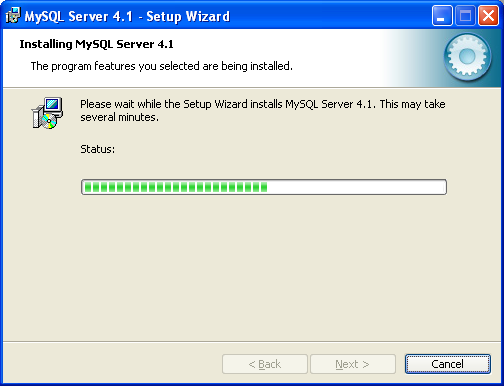 MySQL Server 4.1 - Setup Wizard
Installing MySQL Server 4.1
The program features you selected are being installed.
Please wait while the Setup Wizard installs MySQL Server 4.1. This may take
several minutes.
Status:
< Back Next > Cancel